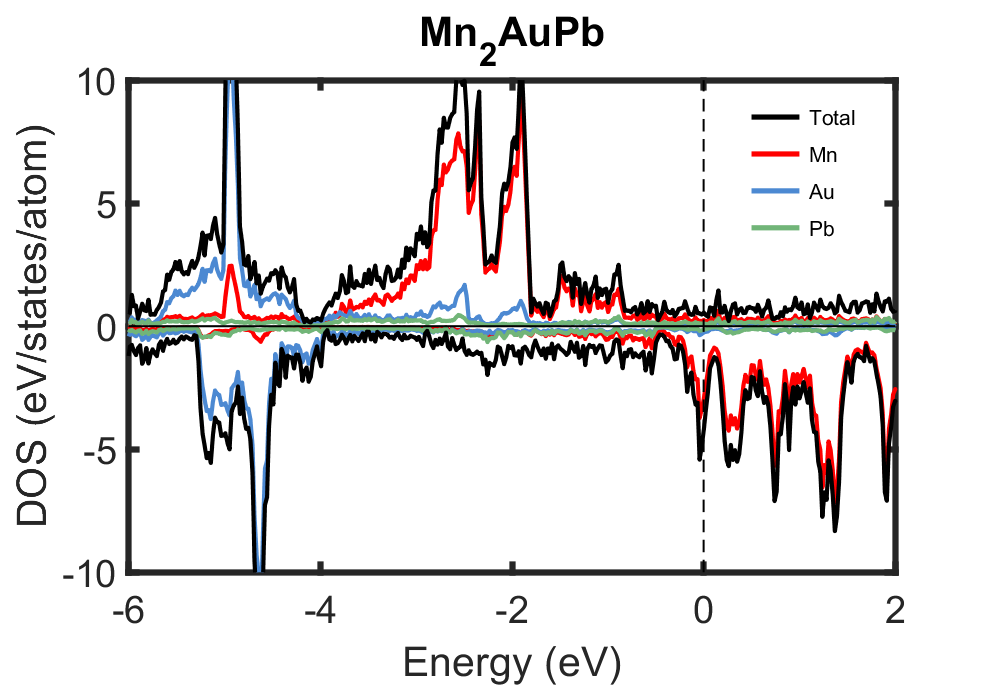 Mn2AuPb
10
5
0
-5
-10
DOS (eV/states/atom)
Total
Mn
Au
Pb
-6
-4
-2
0
2
Energy (eV)